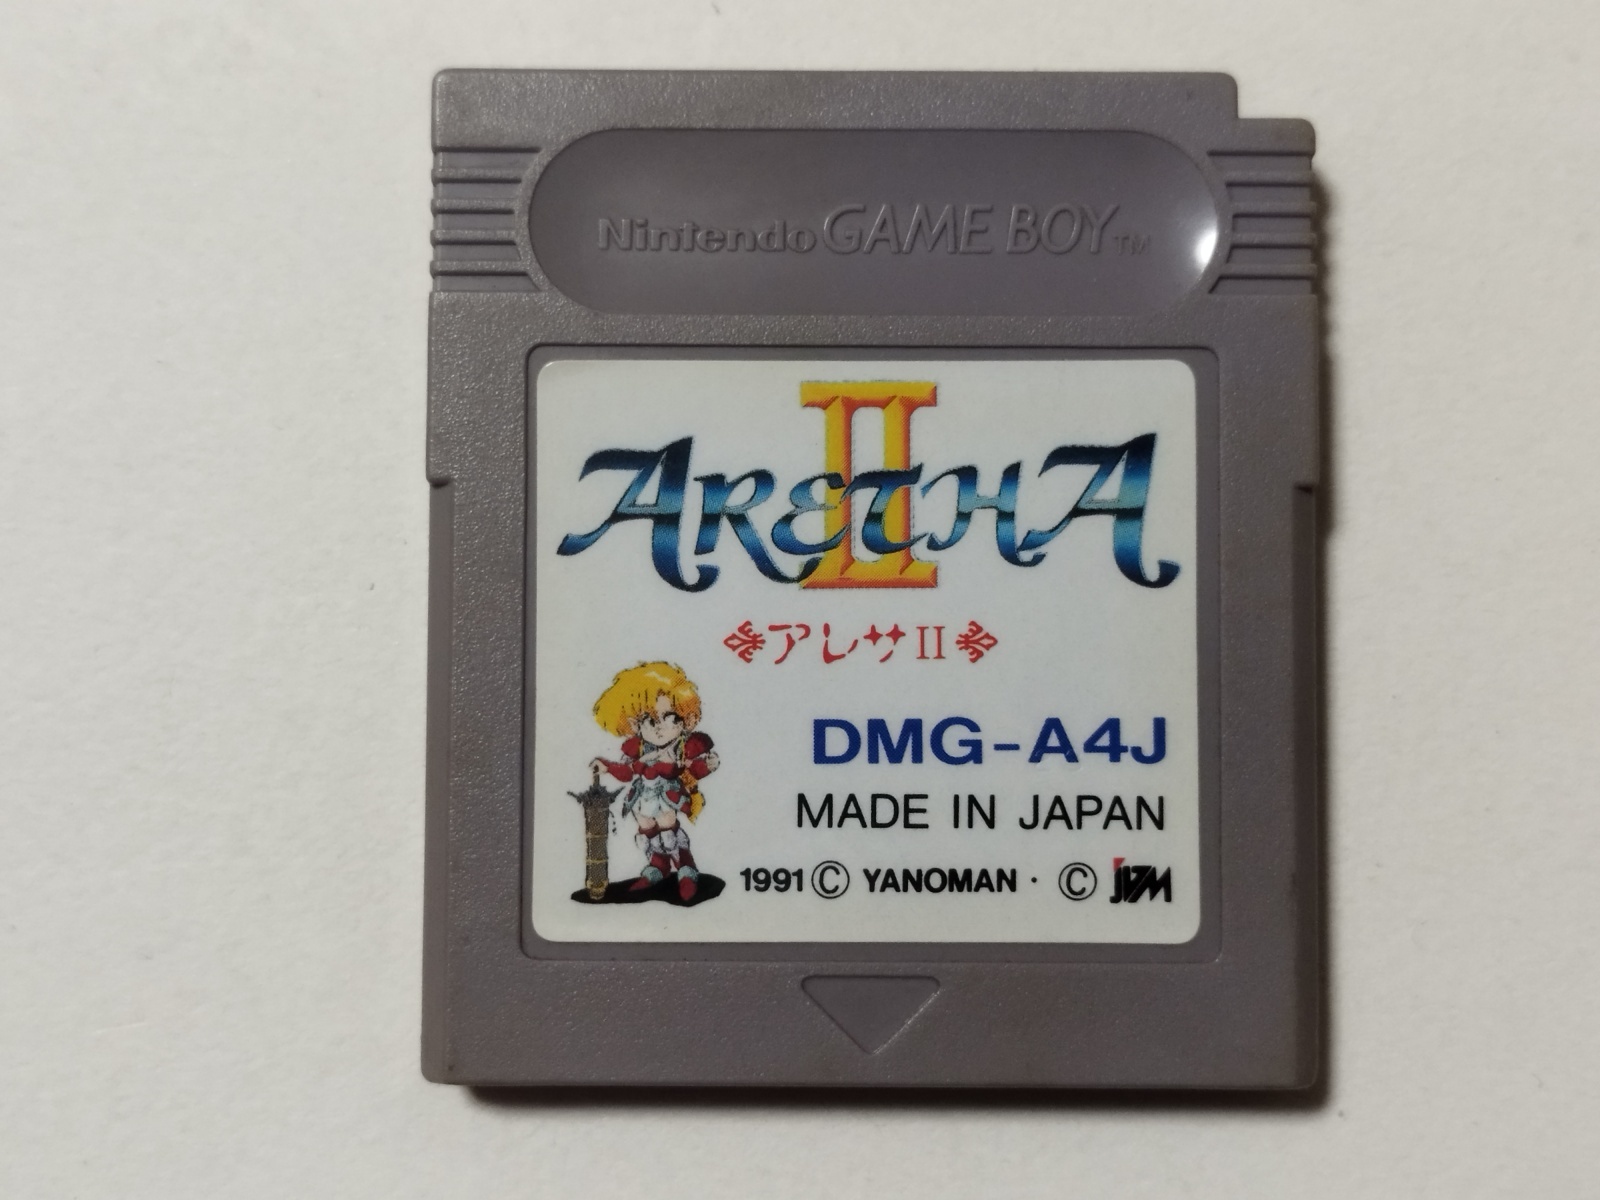 Nintendo GAME BOY™
ARETHA II
アレサII
DMG-A4J
MADE IN JAPAN
1991 © YANOMAN · © JVM